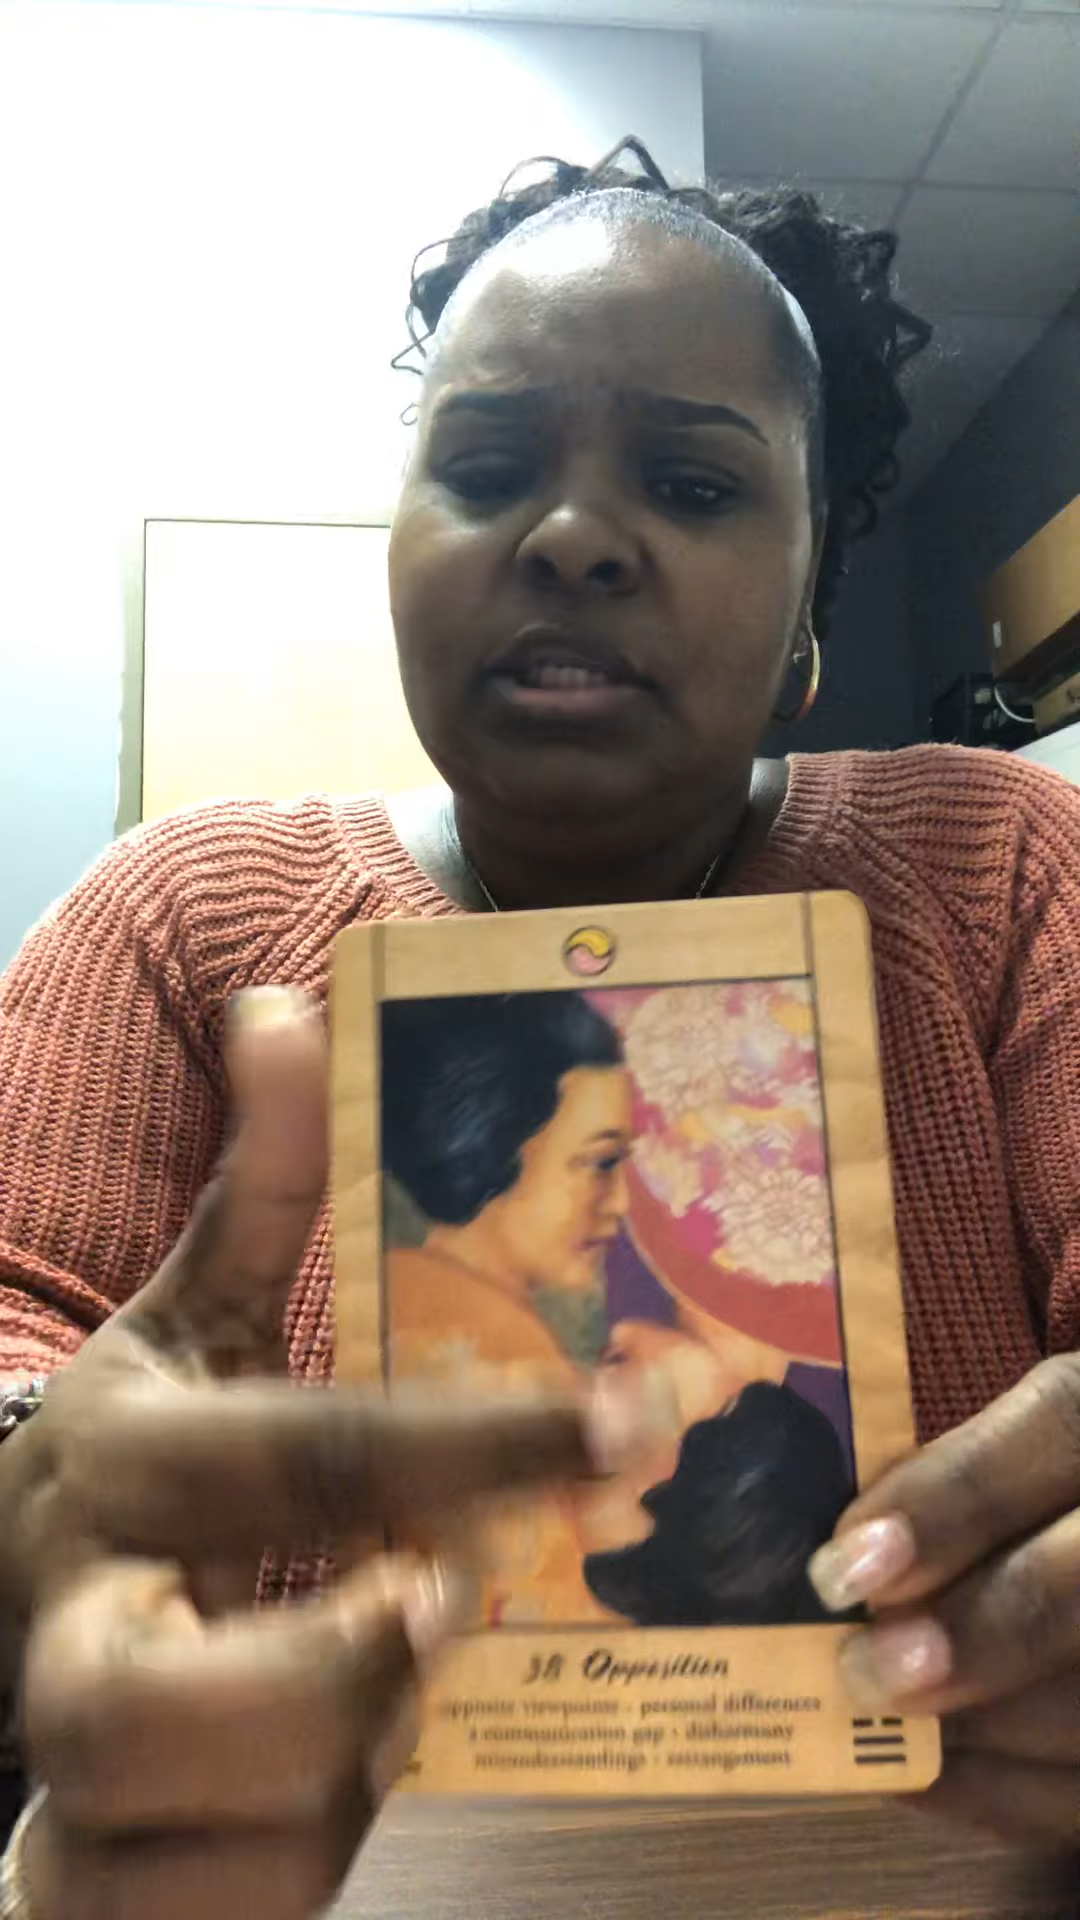 38 Opposition
opposite viewpoints - personal differences
a communication gap - disharmony
misunderstandings - estrangement